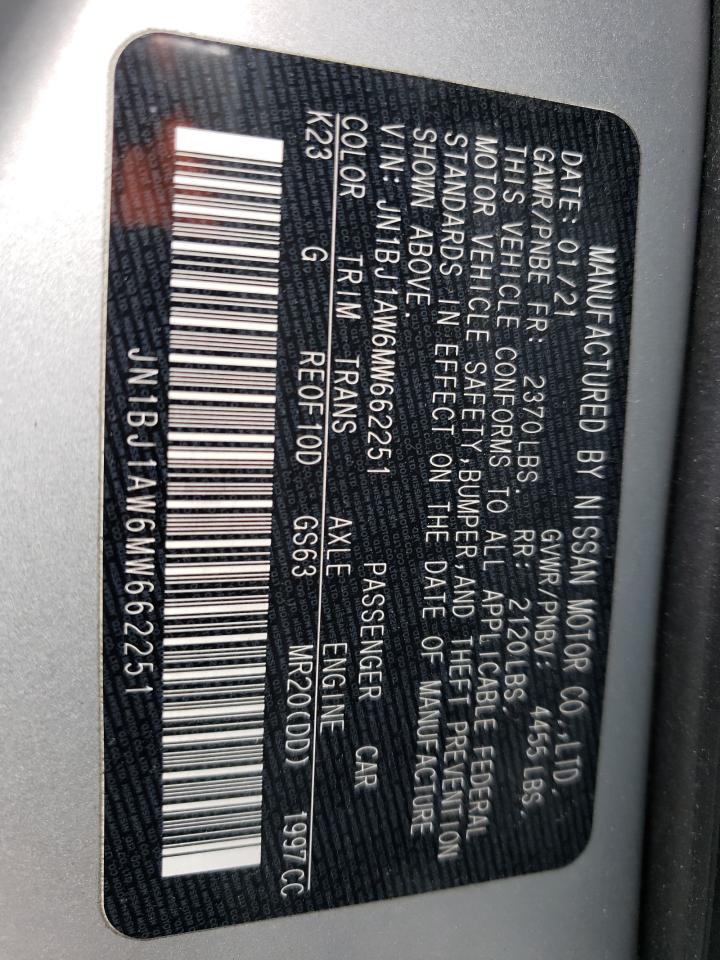 MANUFACTURED BY NISSAN MOTOR CO.,LTD.
DATE: 01/21 GVWR/PNBV: 4455 LBS.
GAWR/PNBE FR: 2370LBS. RR: 2120LBS.
THIS VEHICLE CONFORMS TO ALL APPLICABLE FEDERAL
MOTOR VEHICLE SAFETY,BUMPER,AND THEFT PREVENTION
STANDARDS IN EFFECT ON THE DATE OF MANUFACTURE
SHOWN ABOVE.
VIN: JN1BJ1AW6MW662251 PASSENGER CAR
COLOR TRIM TRANS AXLE ENGINE
K23 G RE0F10D GS63 MR20(DD) 1997CC
JN1BJ1AW6MW662251